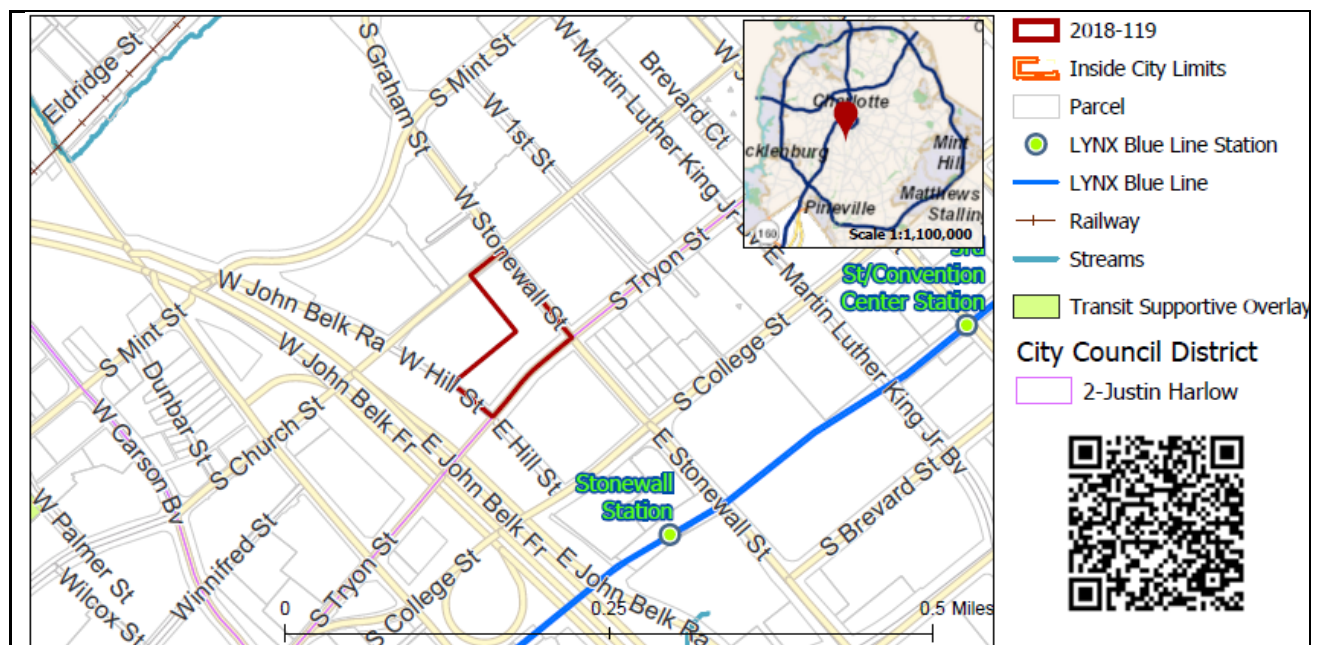 Eldridge St
S Graham St
S Mint St
W 1st St
W Martin Luther King Jr Bv
Brevard Ct
W Stonewall St
S Tryon St
E Martin Luther King Jr Bv
3rd
St/Convention
Center Station
W John Belk Ra
W Hill St
S Mint St
W John Belk Fr
Dunbar St
S Church St
W Carson Bv
E Hill St
S College St
E Stonewall St
E John Belk Fr
Stonewall
Station
S Brevard St
W Palmer St
Wilcox St
Winnifred St
S Tryon St
S College St
E John Belk Ra
0
0.25
0.5 Miles
Charlotte
cklenburg
Mint
Hill
Matthews
Stallin
Pineville
160
Scale 1:1,100,000
2018-119
Inside City Limits
Parcel
LYNX Blue Line Station
LYNX Blue Line
Railway
Streams
Transit Supportive Overlay
City Council District
2-Justin Harlow